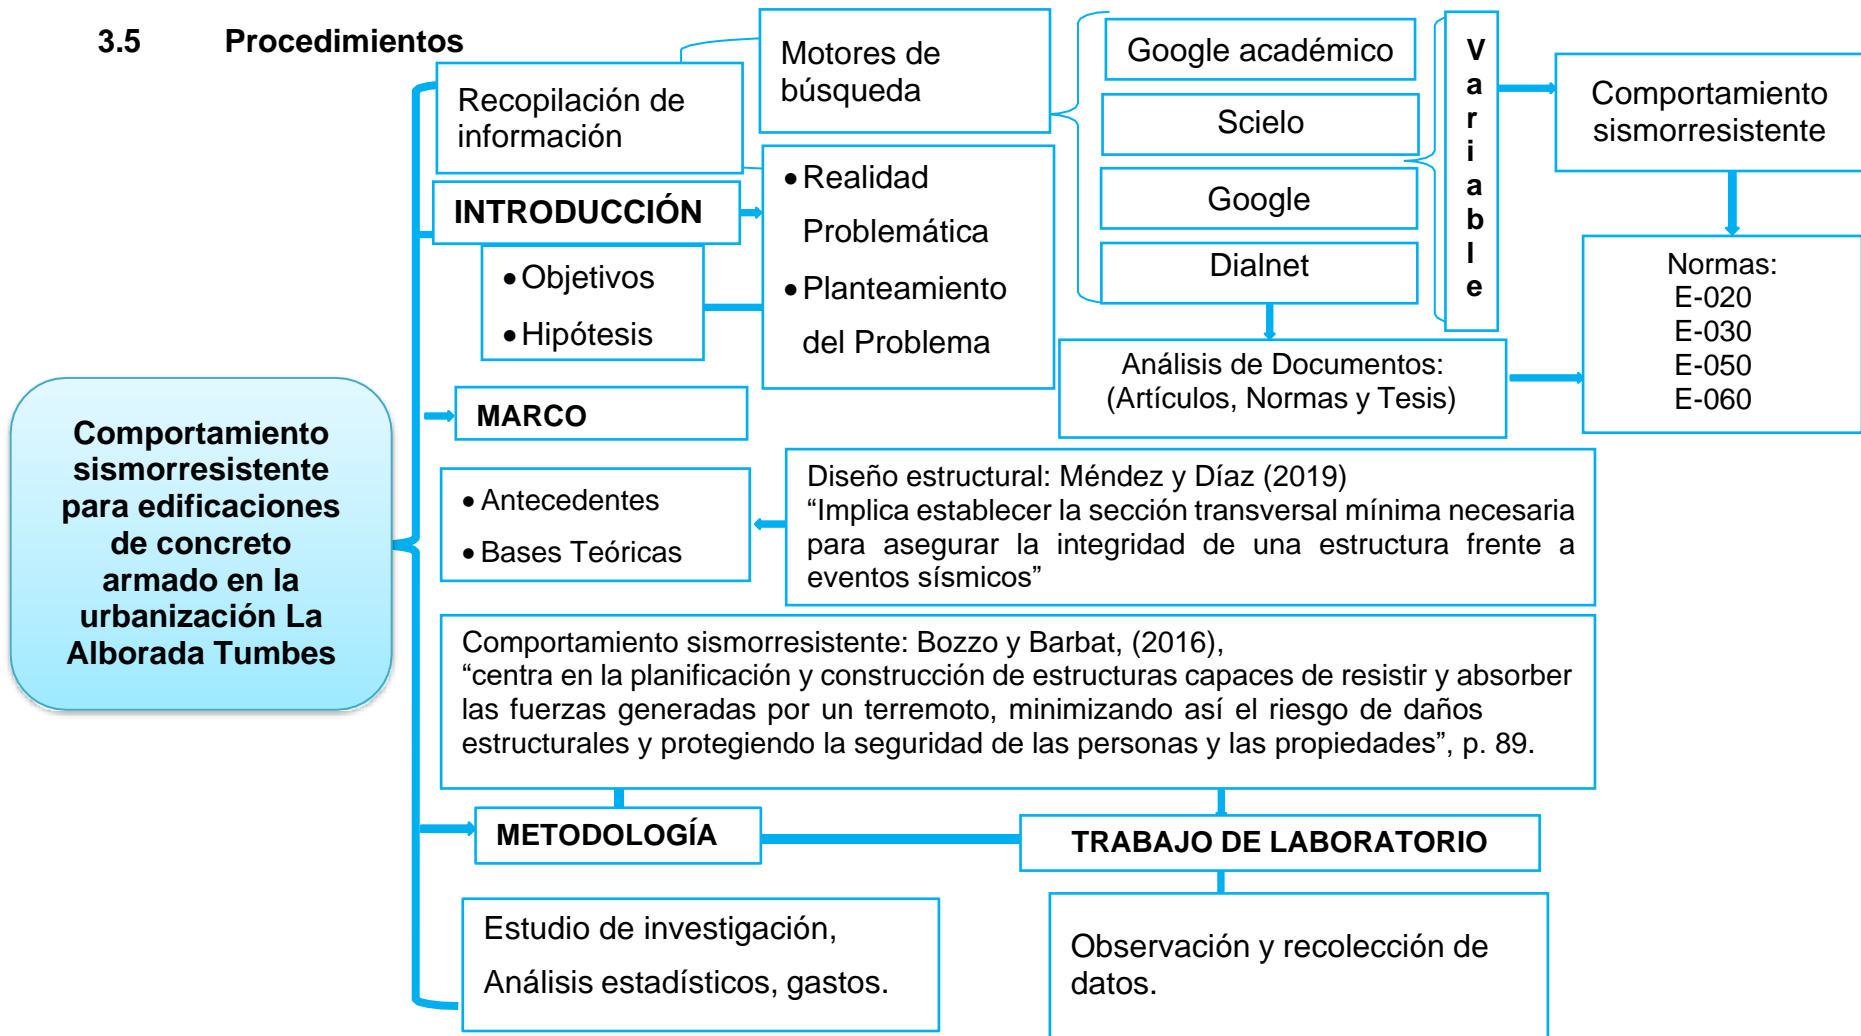 3.5 Procedimientos
Recopilación de
información
Motores de
búsqueda
Google académico
Scielo
Google
Dialnet
Variable
Comportamiento
sismorresistente
Normas:
E-020
E-030
E-050
E-060
Análisis de Documentos:
(Artículos, Normas y Tesis)
INTRODUCCIÓN
• Realidad
Problemática
• Planteamiento
del Problema
• Objetivos
• Hipótesis
Comportamiento
sismorresistente
para edificaciones
de concreto
armado en la
urbanización La
Alborada Tumbes
MARCO
• Antecedentes
• Bases Teóricas
Diseño estructural: Méndez y Díaz (2019)
“Implica establecer la sección transversal mínima necesaria
para asegurar la integridad de una estructura frente a
eventos sísmicos”
Comportamiento sismorresistente: Bozzo y Barbat, (2016),
“centra en la planificación y construcción de estructuras capaces de resistir y absorber
las fuerzas generadas por un terremoto, minimizando así el riesgo de daños
estructurales y protegiendo la seguridad de las personas y las propiedades”, p. 89.
METODOLOGÍA
TRABAJO DE LABORATORIO
Estudio de investigación,
Análisis estadísticos, gastos.
Observación y recolección de
datos.